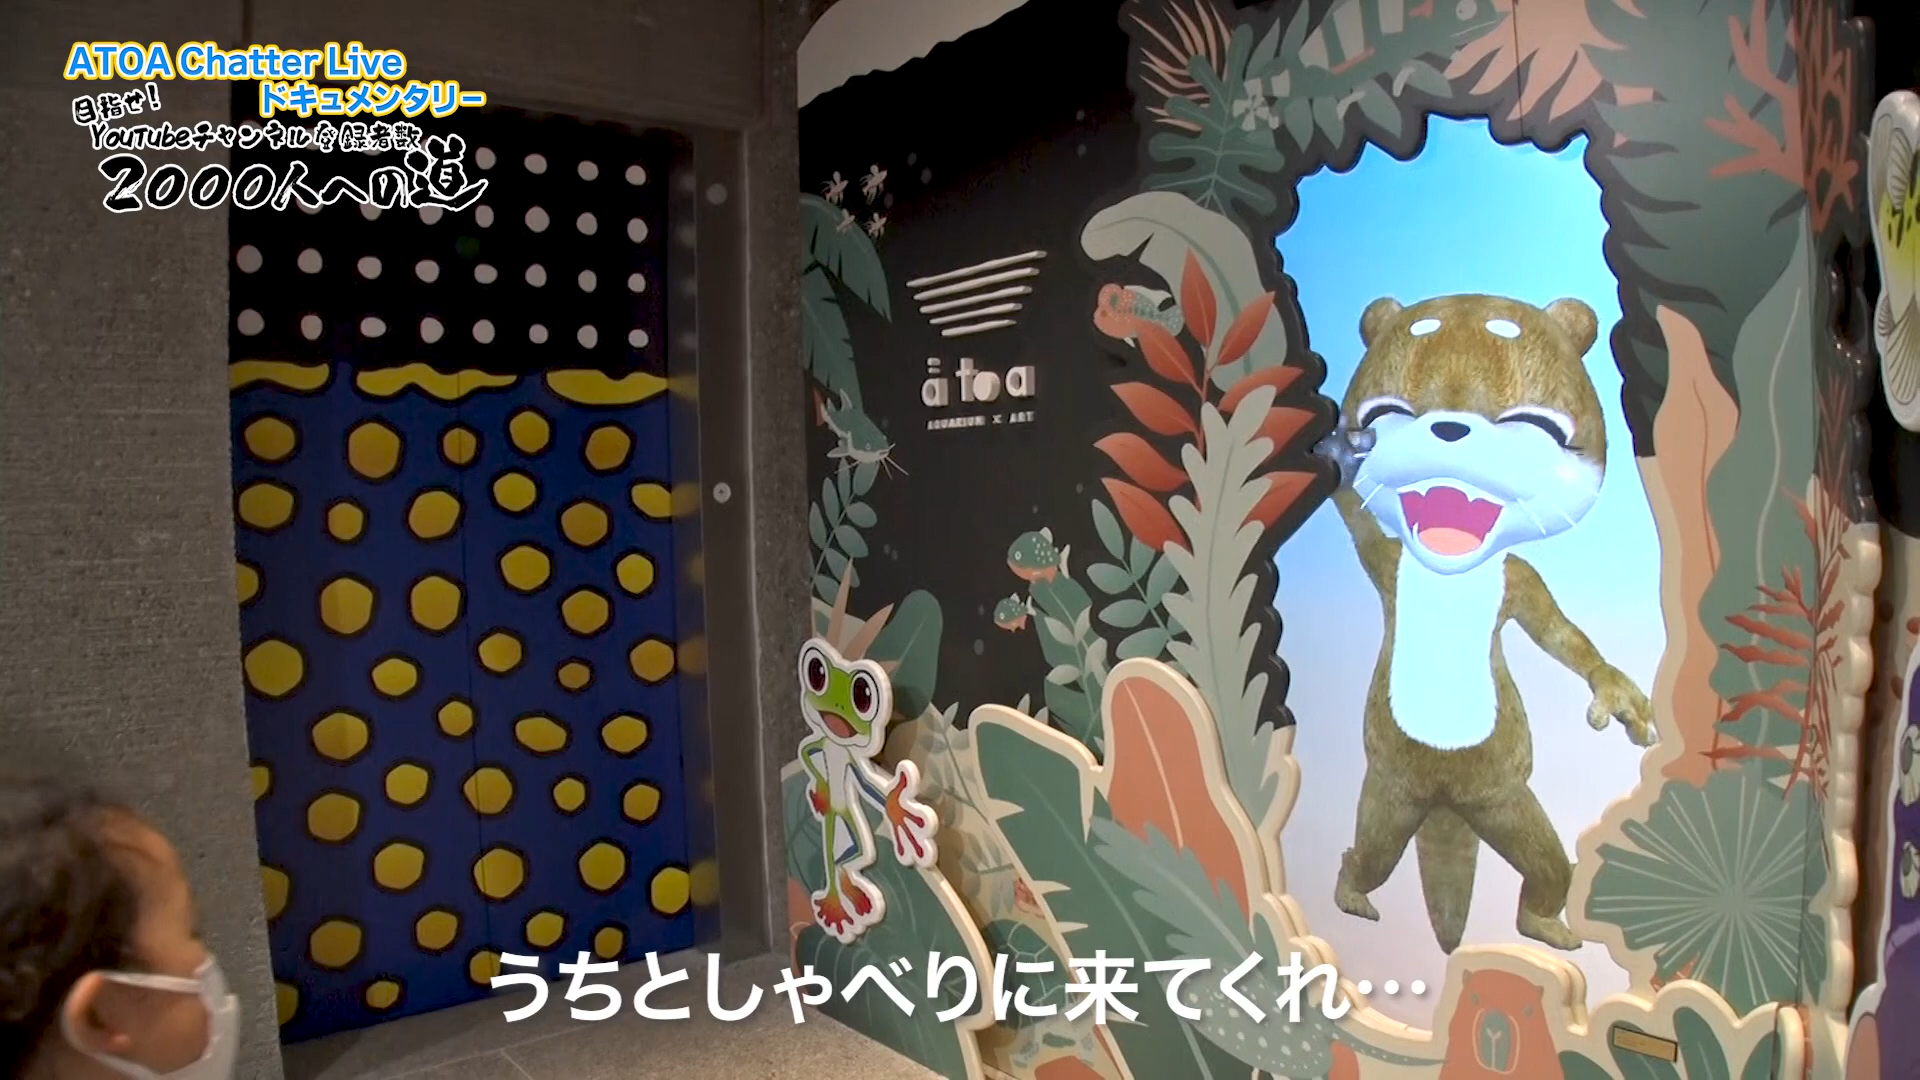 ATOA Chatter Live
ドキュメンタリー
目指せ!
YouTubeチャンネル登録者数
2000人への道
átoa
AQUARIUM × ART
うちとしゃべりに来てくれ…